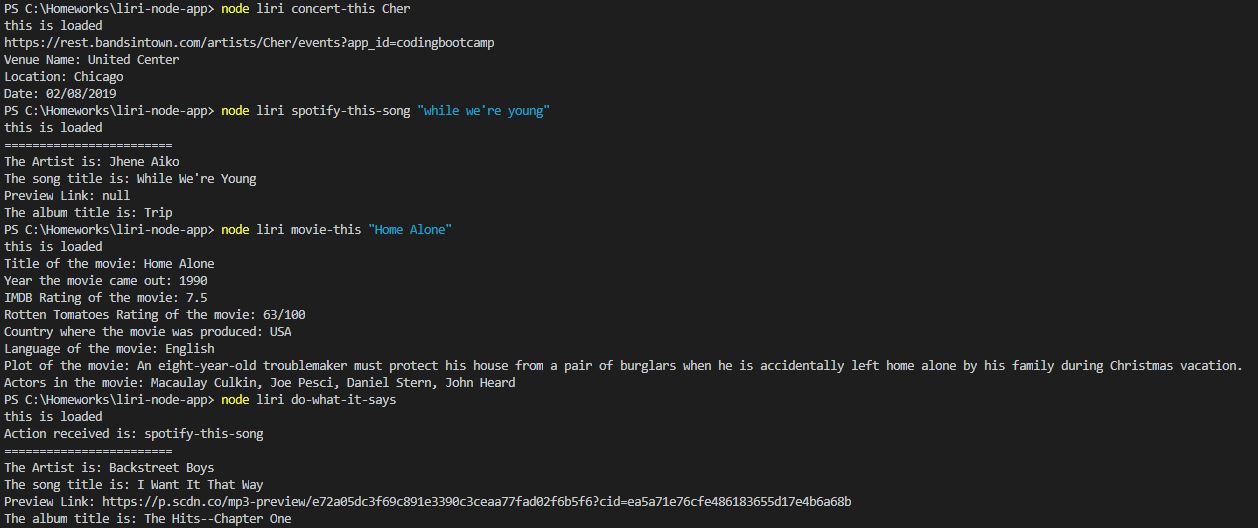 PS C:\Homeworks\liri-node-app> node liri concert-this Cher
this is loaded
https://rest.bandsintown.com/artists/Cher/events?app_id=codingbootcamp
Venue Name: United Center
Location: Chicago
Date: 02/08/2019
PS C:\Homeworks\liri-node-app> node liri spotify-this-song "while we're young"
this is loaded
========================
The Artist is: Jhene Aiko
The song title is: While We're Young
Preview Link: null
The album title is: Trip
PS C:\Homeworks\liri-node-app> node liri movie-this "Home Alone"
this is loaded
Title of the movie: Home Alone
Year the movie came out: 1990
IMDB Rating of the movie: 7.5
Rotten Tomatoes Rating of the movie: 63/100
Country where the movie was produced: USA
Language of the movie: English
Plot of the movie: An eight-year-old troublemaker must protect his house from a pair of burglars when he is accidentally left home alone by his family during Christmas vacation.
Actors in the movie: Macaulay Culkin, Joe Pesci, Daniel Stern, John Heard
PS C:\Homeworks\liri-node-app> node liri do-what-it-says
this is loaded
Action received is: spotify-this-song
========================
The Artist is: Backstreet Boys
The song title is: I Want It That Way
Preview Link: https://p.scdn.co/mp3-preview/e72a05dc3f69c891e3390c3ceaa77fad02f6b5f6?cid=ea5a71e76cfe486183655d17e4b6a68b
The album title is: The Hits--Chapter One